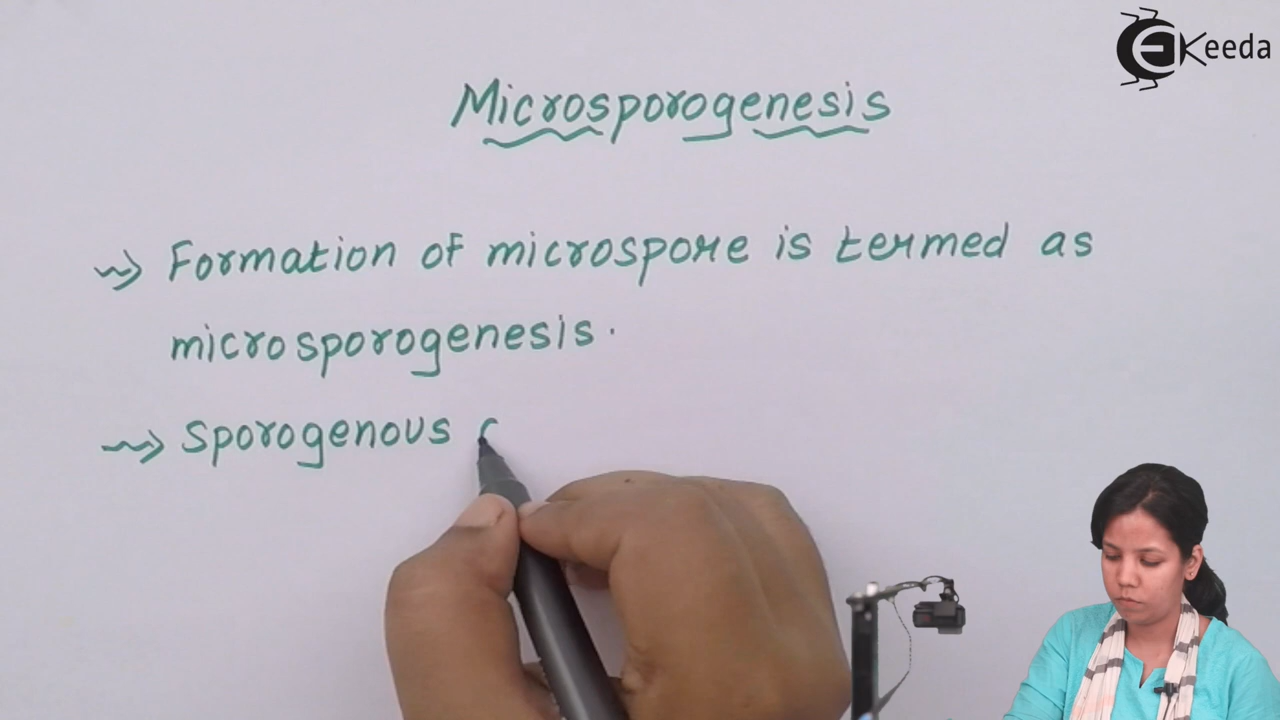 EKeeda
Microsporogenesis
Formation of microspore is termed as
microsporogenesis.
Sporogenous c